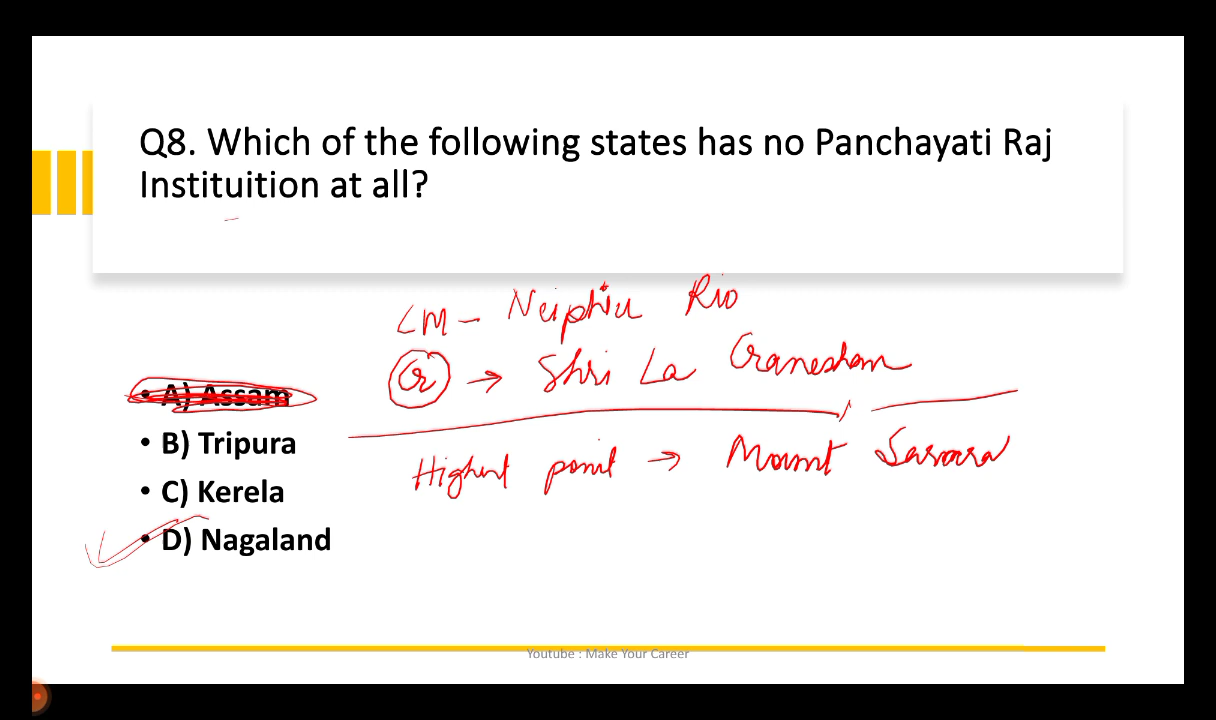 Q8. Which of the following states has no Panchayati Raj
Instituition at all?
CM - Neiphiu Rio
G → Shri La Ganeshan
• A) Assam
Highest point → Mount Saramati
• B) Tripura
• C) Kerela
• D) Nagaland
Youtube : Make Your Career